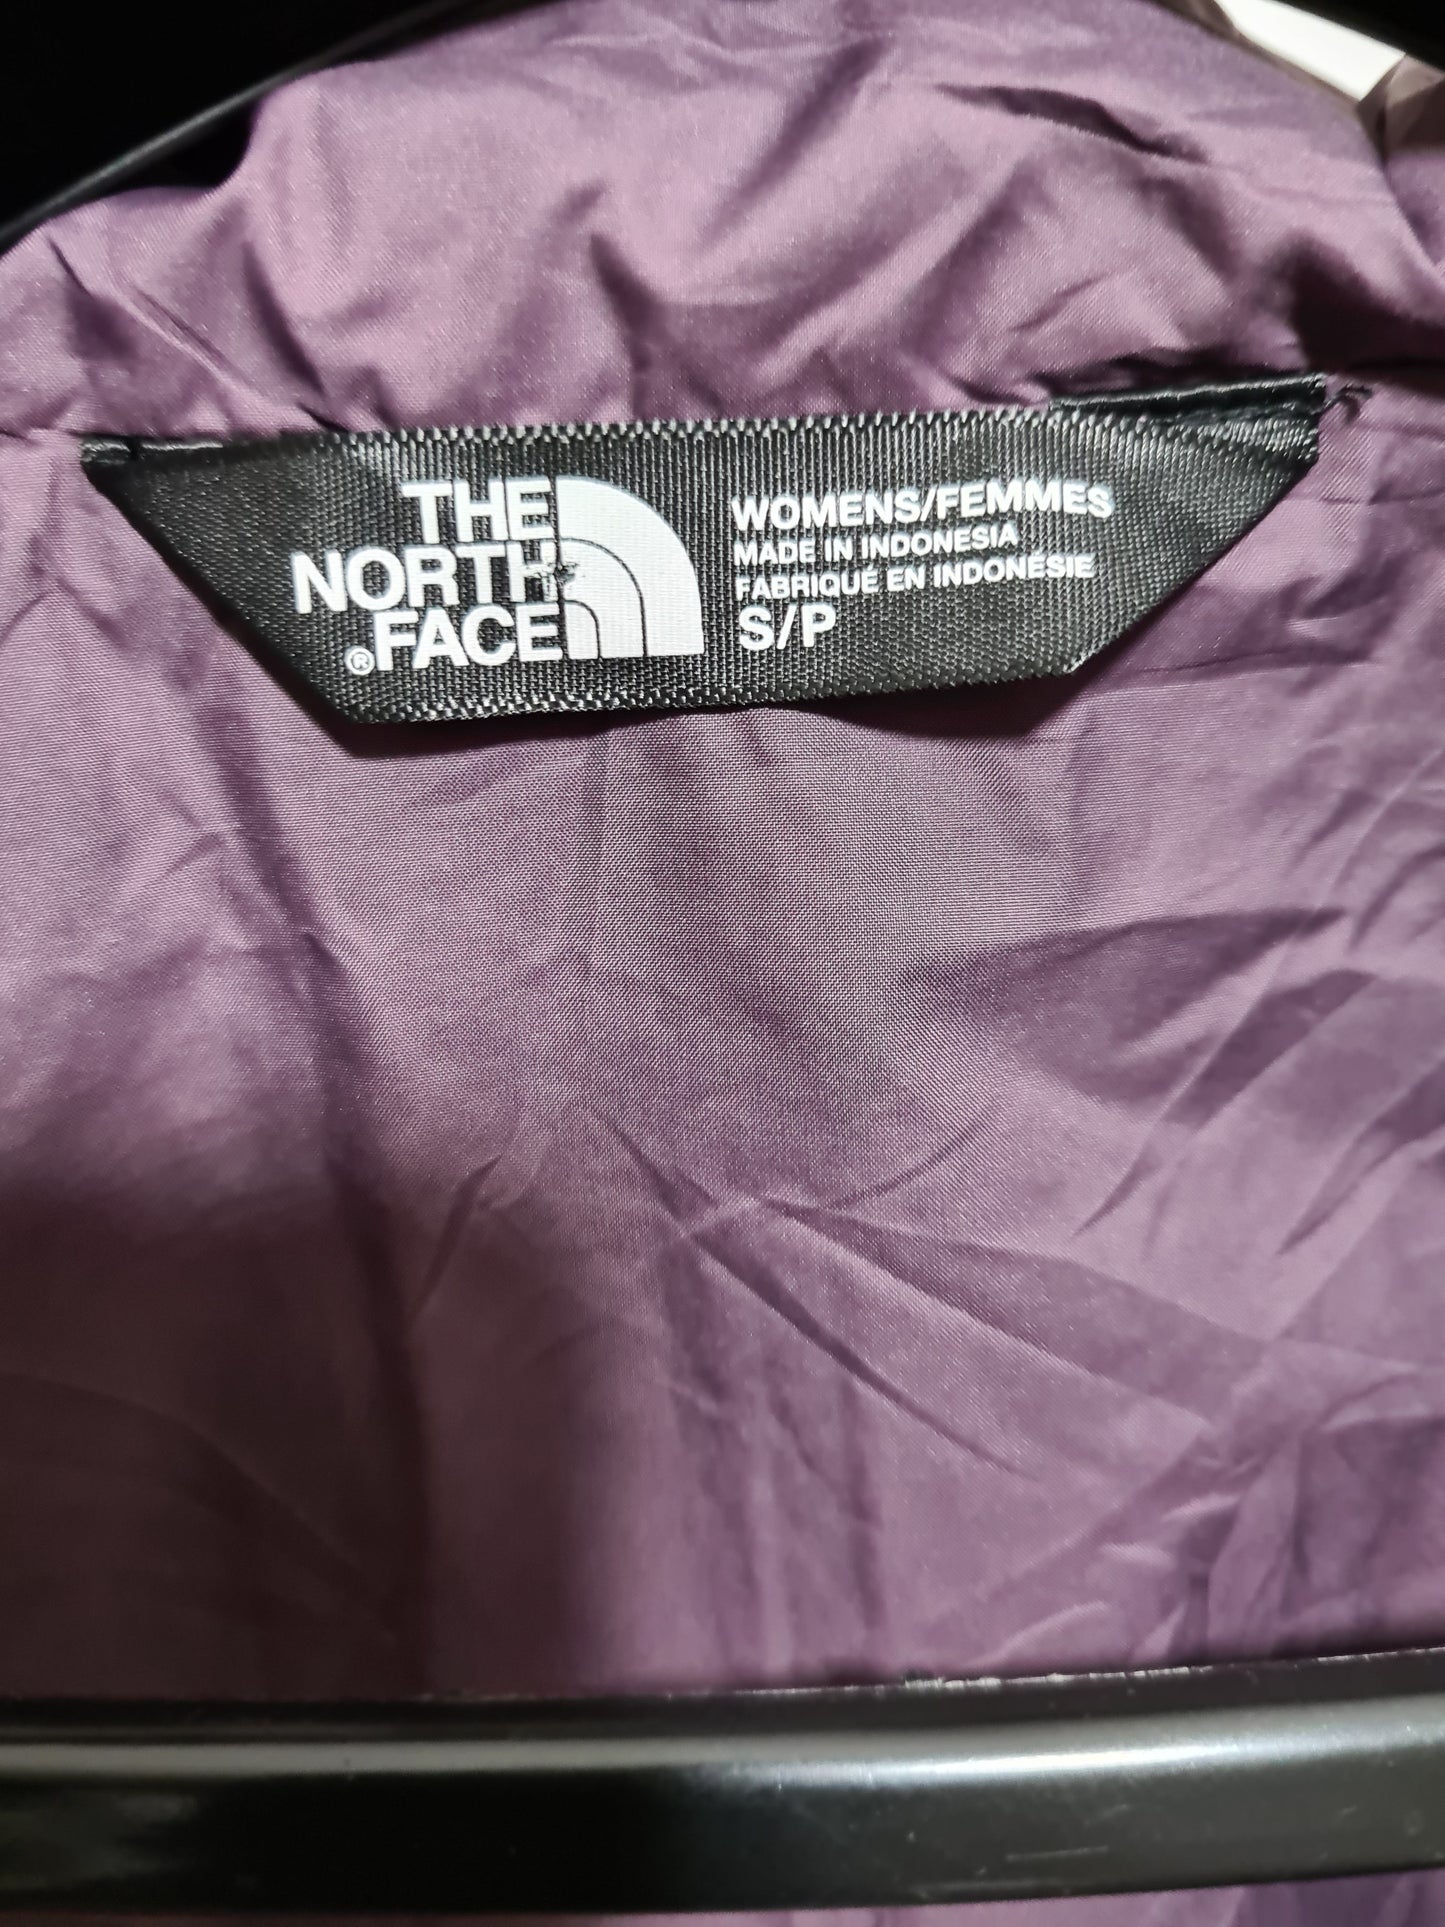 THE
NORTH
®FACE
WOMENS/FEMMES
MADE IN INDONESIA
FABRIQUÉ EN INDONÉSIE
S/P